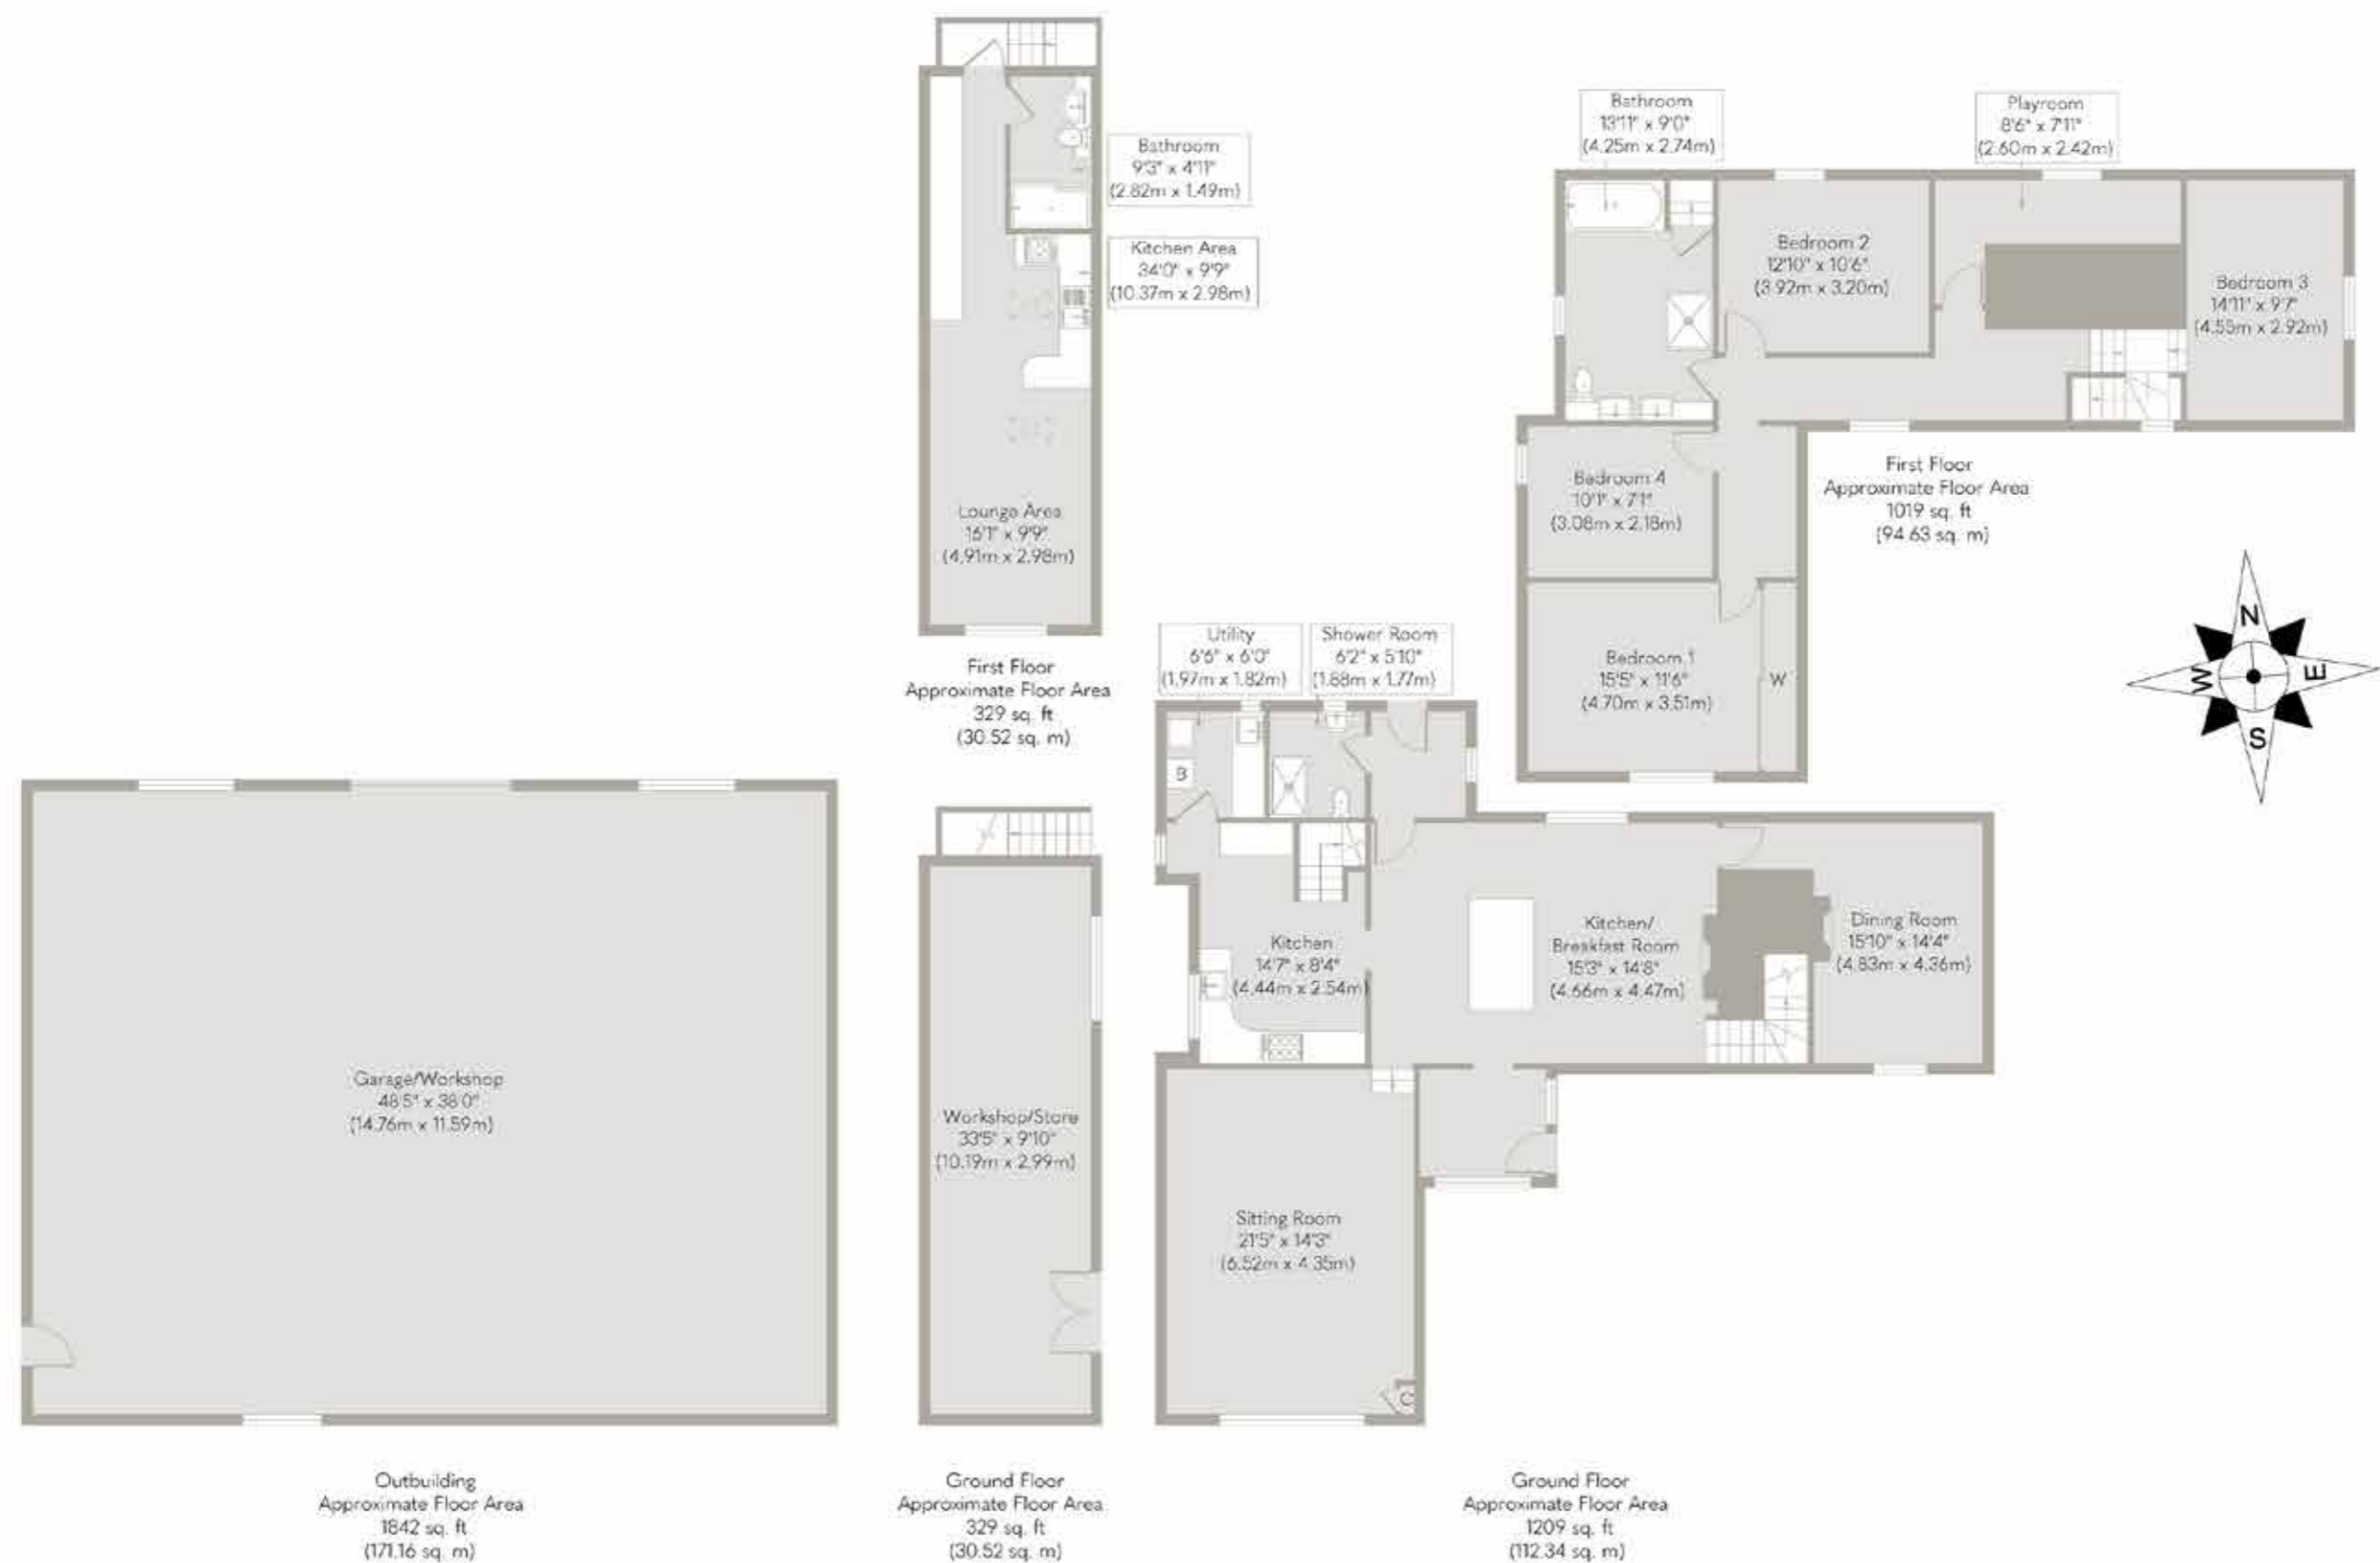 Bathroom
9'3" x 4'11"
(2.82m x 1.49m)
Kitchen Area
34'0" x 9'9"
(10.37m x 2.98m)
Lounge Area
16'1" x 9'9"
(4.91m x 2.98m)
First Floor
Approximate Floor Area
329 sq. ft
(30.52 sq. m)
Bathroom
13'11" x 9'0"
(4.25m x 2.74m)
Playroom
8'6" x 7'11"
(2.60m x 2.42m)
Bedroom 2
12'10" x 10'6"
(3.92m x 3.20m)
Bedroom 3
14'11" x 9'7"
(4.55m x 2.92m)
Bedroom 4
10'1" x 7'1"
(3.08m x 2.18m)
First Floor
Approximate Floor Area
1019 sq. ft
(94.63 sq. m)
Bedroom 1
15'5" x 11'6"
(4.70m x 3.51m)
W
N
W
E
S
Utility
6'6" x 6'0"
(1.97m x 1.82m)
Shower Room
6'2" x 5'10"
(1.88m x 1.77m)
B
Kitchen
14'7" x 8'4"
(4.44m x 2.54m)
Kitchen/
Breakfast Room
15'3" x 14'8"
(4.66m x 4.47m)
Dining Room
15'10" x 14'4"
(4.83m x 4.36m)
Garage/Workshop
48'5" x 38'0"
(14.76m x 11.59m)
Workshop/Store
33'5" x 9'10"
(10.19m x 2.99m)
Sitting Room
21'5" x 14'3"
(6.52m x 4.35m)
C
Outbuilding
Approximate Floor Area
1842 sq. ft
(171.16 sq. m)
Ground Floor
Approximate Floor Area
329 sq. ft
(30.52 sq. m)
Ground Floor
Approximate Floor Area
1209 sq. ft
(112.34 sq. m)